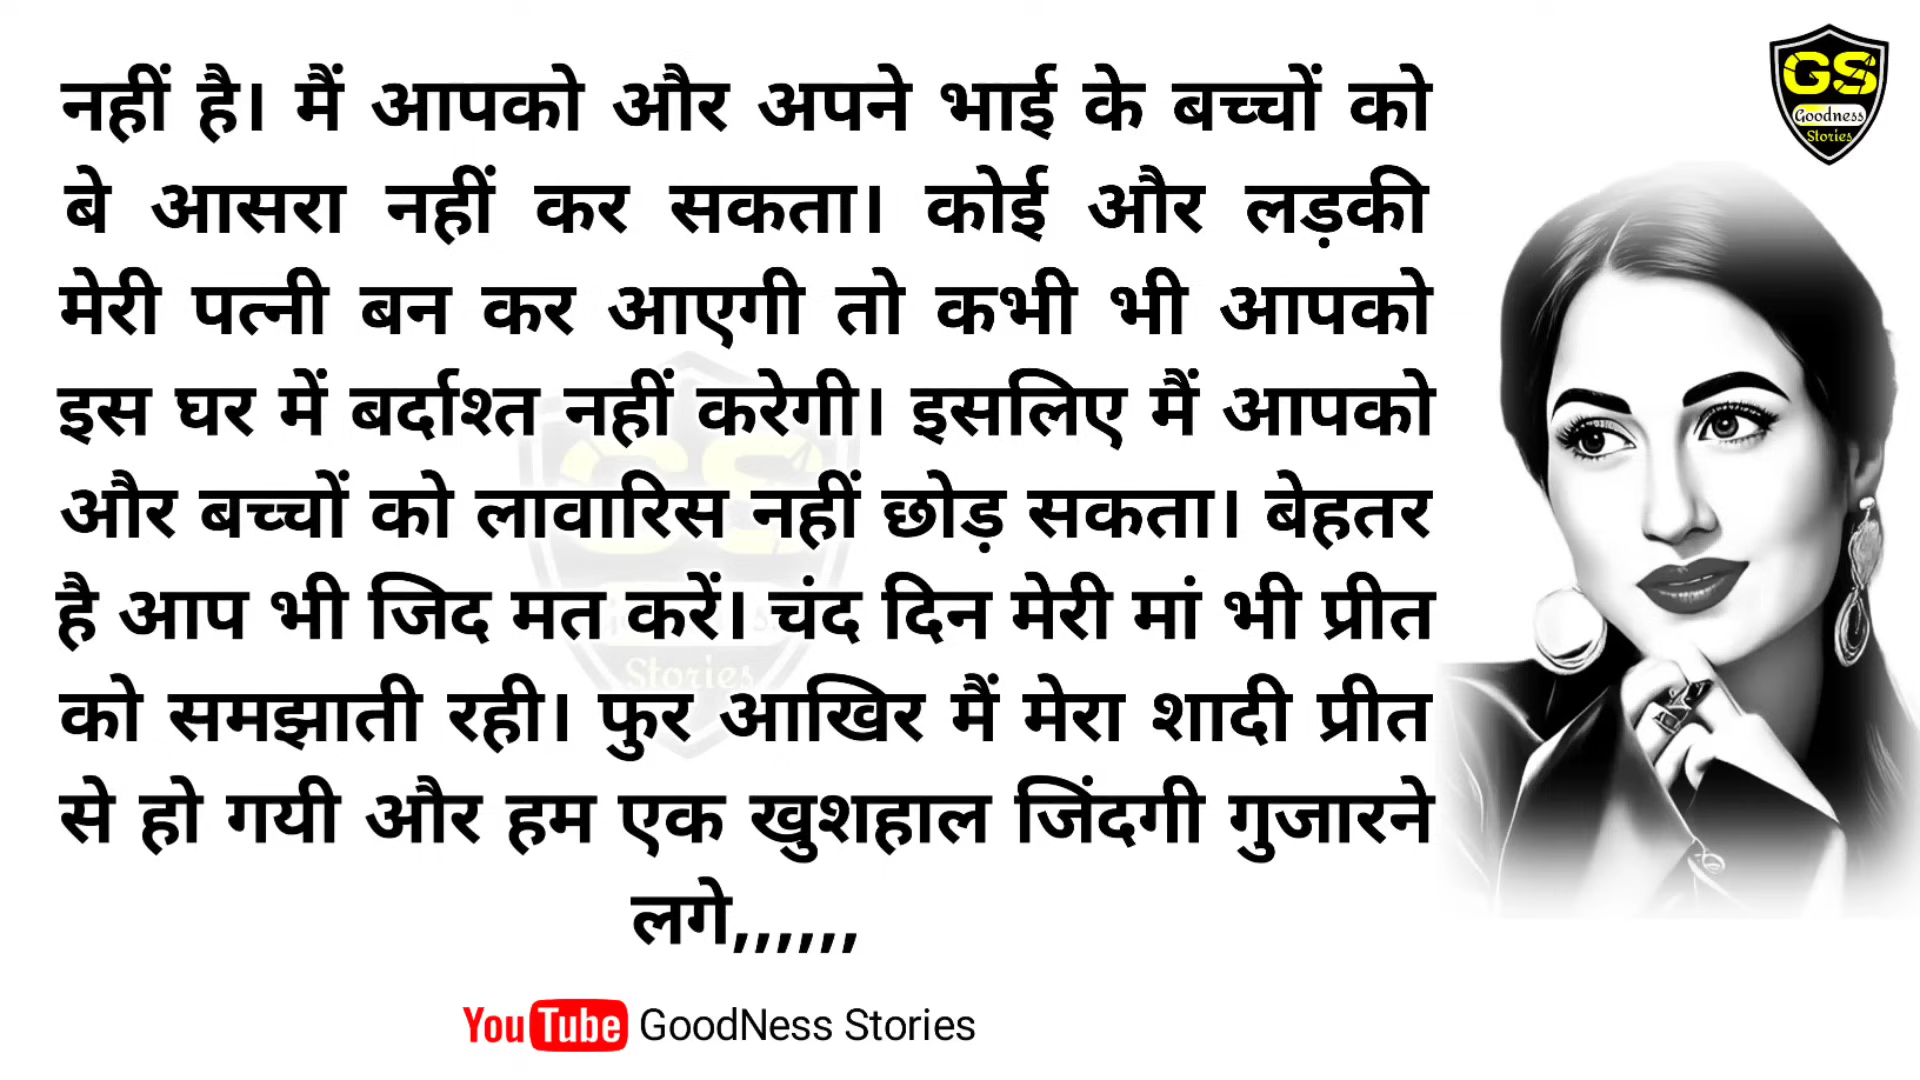 GS
Goodness
Stories
नहीं है। मैं आपको और अपने भाई के बच्चों को
बे आसरा नहीं कर सकता। कोई और लड़की
मेरी पत्नी बन कर आएगी तो कभी भी आपको
इस घर में बर्दाश्त नहीं करेगी। इसलिए मैं आपको
और बच्चों को लावारिस नहीं छोड़ सकता। बेहतर
है आप भी जिद मत करें। चंद दिन मेरी मां भी प्रीत
को समझाती रही। फुर आखिर मैं मेरा शादी प्रीत
से हो गयी और हम एक खुशहाल जिंदगी गुजारने
लगे,,,,,,
YouTube GoodNess Stories